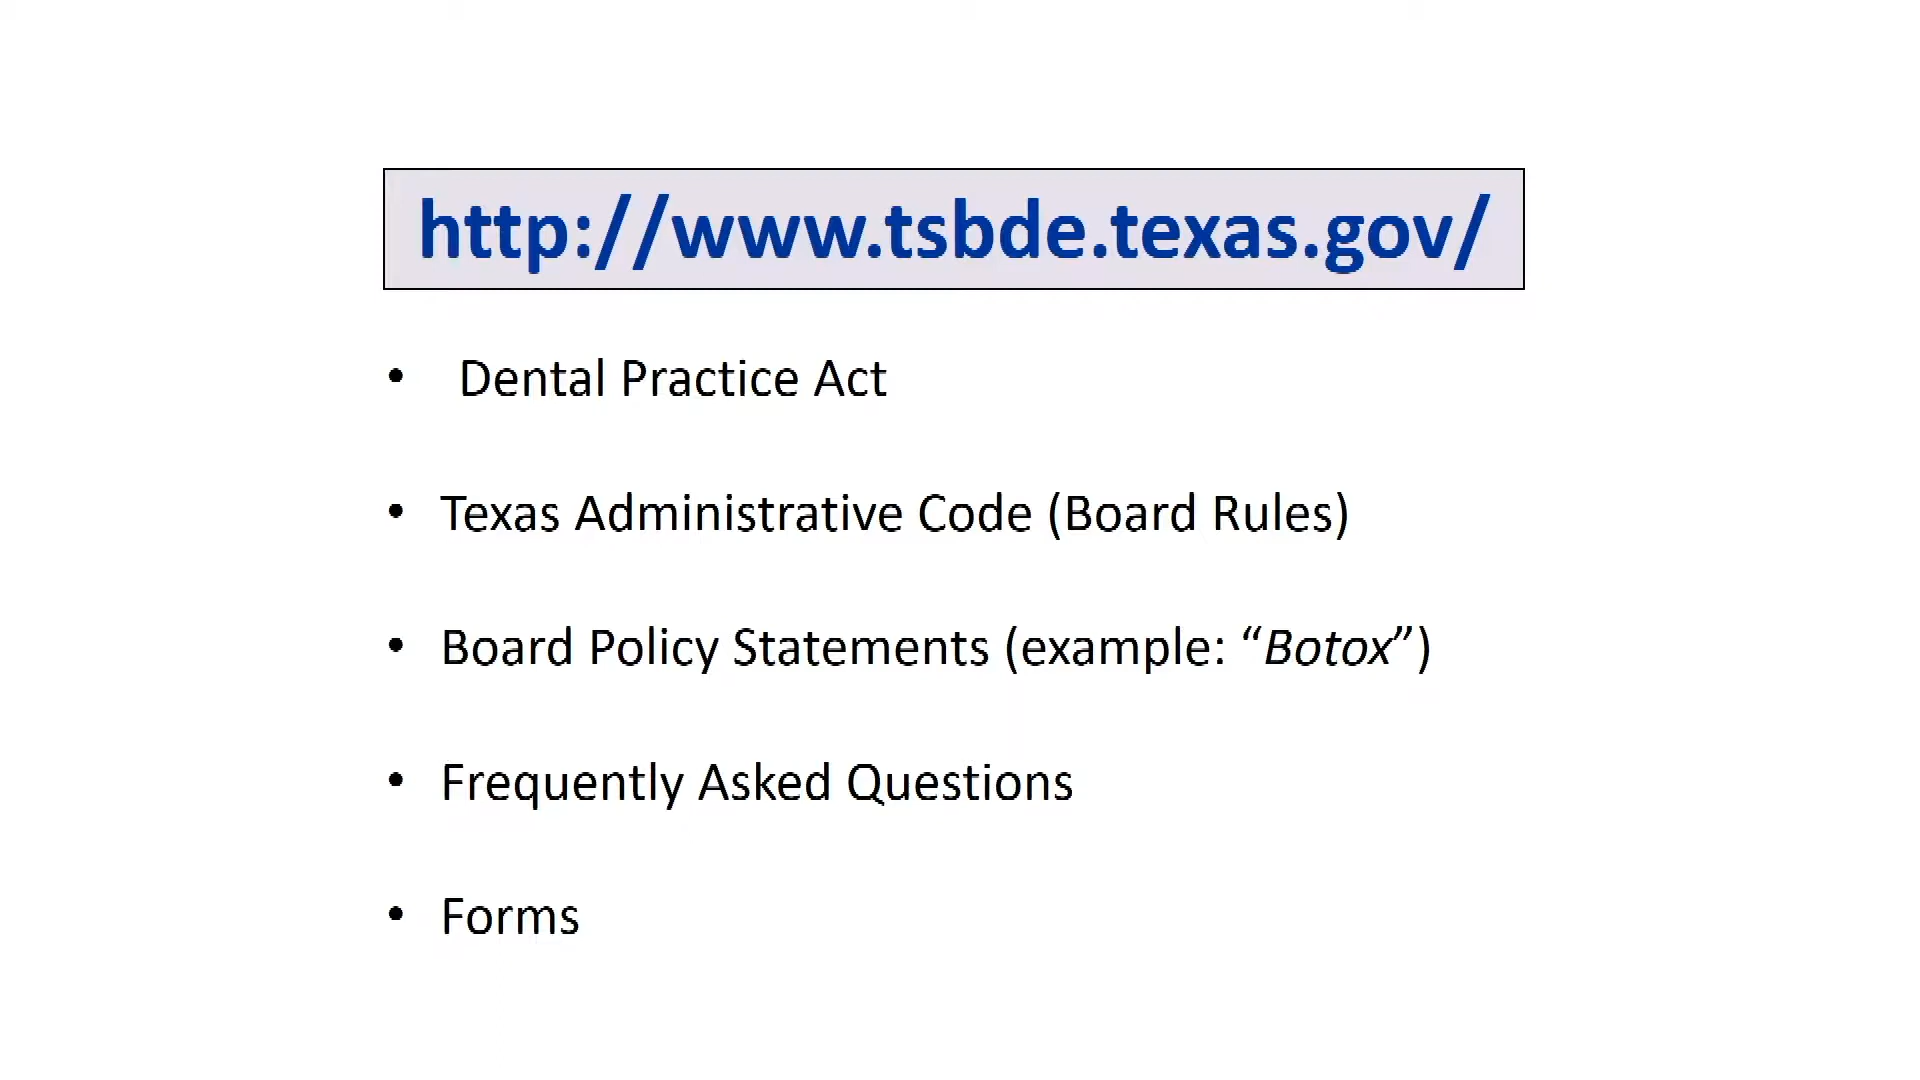 http://www.tsbde.texas.gov/
• Dental Practice Act
• Texas Administrative Code (Board Rules)
• Board Policy Statements (example: “Botox”)
• Frequently Asked Questions
• Forms